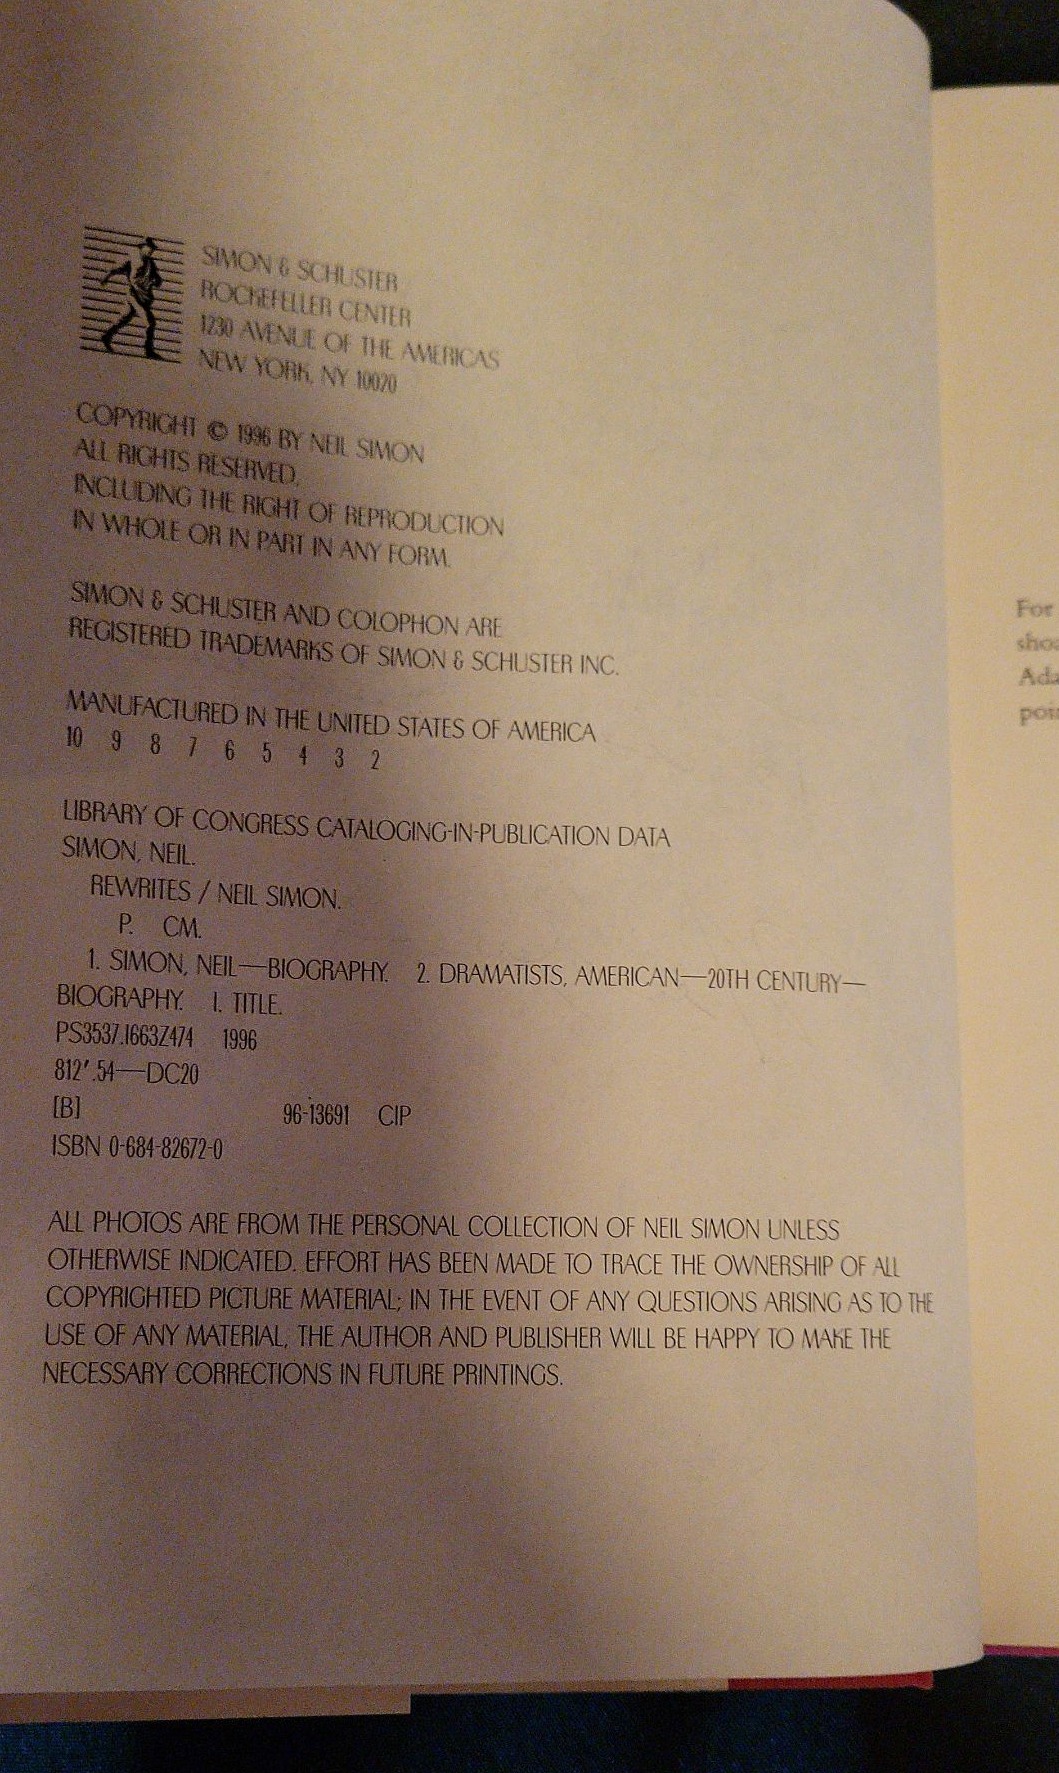 SIMON & SCHUSTER
ROCKEFELLER CENTER
1230 AVENUE OF THE AMERICAS
NEW YORK, NY 10020
COPYRIGHT © 1996 BY NEIL SIMON
ALL RIGHTS RESERVED,
INCLUDING THE RIGHT OF REPRODUCTION
IN WHOLE OR IN PART IN ANY FORM.
SIMON & SCHUSTER AND COLOPHON ARE
REGISTERED TRADEMARKS OF SIMON & SCHUSTER INC.
MANUFACTURED IN THE UNITED STATES OF AMERICA
10 9 8 7 6 5 4 3 2
LIBRARY OF CONGRESS CATALOGING-IN-PUBLICATION DATA
SIMON, NEIL.
REWRITES / NEIL SIMON.
P. CM.
1. SIMON, NEIL—BIOGRAPHY. 2. DRAMATISTS, AMERICAN—20TH CENTURY—
BIOGRAPHY. I. TITLE.
PS3537.I663Z474 1996
812'.54—DC20
[B] 96-13691 CIP
ISBN 0-684-82672-0
ALL PHOTOS ARE FROM THE PERSONAL COLLECTION OF NEIL SIMON UNLESS
OTHERWISE INDICATED. EFFORT HAS BEEN MADE TO TRACE THE OWNERSHIP OF ALL
COPYRIGHTED PICTURE MATERIAL; IN THE EVENT OF ANY QUESTIONS ARISING AS TO THE
USE OF ANY MATERIAL, THE AUTHOR AND PUBLISHER WILL BE HAPPY TO MAKE THE
NECESSARY CORRECTIONS IN FUTURE PRINTINGS.
For